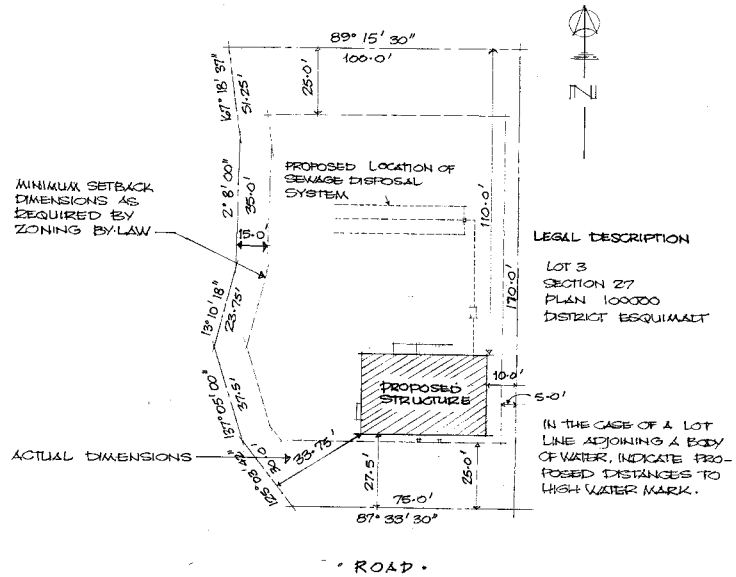 89° 15' 30"
100.0'
N
67° 18' 37"
51.25'
25.0'
PROPOSED LOCATION OF
SEWAGE DISPOSAL
SYSTEM
MINIMUM SETBACK
DIMENSIONS AS
REQUIRED BY
ZONING BY-LAW
2° 8' 00"
35.0'
15.0
110.0'
170.0'
LEGAL DESCRIPTION
LOT 3
SECTION 27
PLAN 100000
DISTRICT ESQUIMALT
13° 10' 18"
23.75'
PROPOSED
STRUCTURE
10.0'
5.0'
137° 05' 00"
37.5'
IN THE CASE OF A LOT
LINE ADJOINING A BODY
OF WATER, INDICATE PRO-
POSED DISTANCES TO
HIGH WATER MARK.
ACTUAL DIMENSIONS
125° 03' 42"
30.0'
33.75'
27.5'
25.0'
75.0'
87° 33' 30"
• ROAD •